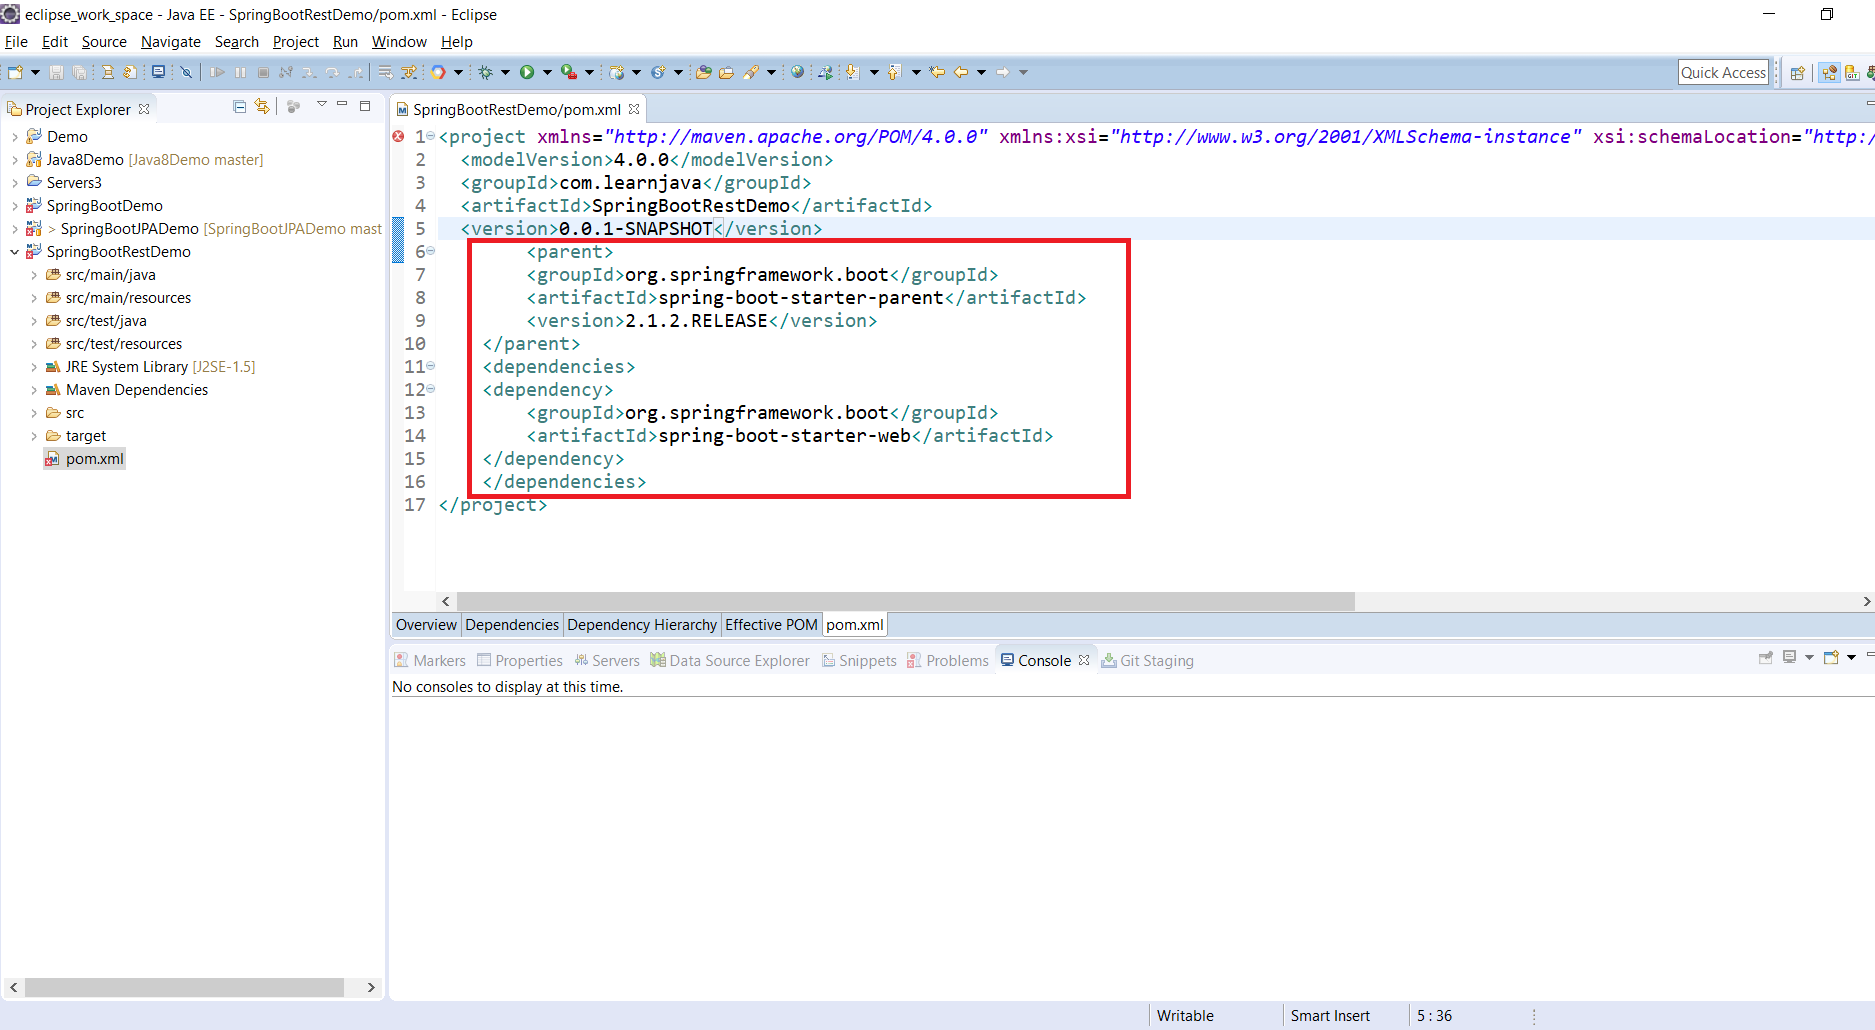 eclipse_work_space - Java EE - SpringBootRestDemo/pom.xml - Eclipse
File Edit Source Navigate Search Project Run Window Help
Quick Access
Project Explorer
Demo
Java8Demo [Java8Demo master]
Servers3
SpringBootDemo
> SpringBootJPADemo [SpringBootJPADemo mast
SpringBootRestDemo
src/main/java
src/main/resources
src/test/java
src/test/resources
JRE System Library [J2SE-1.5]
Maven Dependencies
src
target
pom.xml
SpringBootRestDemo/pom.xml
1 <project xmlns="http://maven.apache.org/POM/4.0.0" xmlns:xsi="http://www.w3.org/2001/XMLSchema-instance" xsi:schemaLocation="http:/
2 <modelVersion>4.0.0</modelVersion>
3 <groupId>com.learnjava</groupId>
4 <artifactId>SpringBootRestDemo</artifactId>
5 <version>0.0.1-SNAPSHOT</version>
6 <parent>
7 <groupId>org.springframework.boot</groupId>
8 <artifactId>spring-boot-starter-parent</artifactId>
9 <version>2.1.2.RELEASE</version>
10 </parent>
11 <dependencies>
12 <dependency>
13 <groupId>org.springframework.boot</groupId>
14 <artifactId>spring-boot-starter-web</artifactId>
15 </dependency>
16 </dependencies>
17 </project>
Overview Dependencies Dependency Hierarchy Effective POM pom.xml
Markers Properties Servers Data Source Explorer Snippets Problems Console Git Staging
No consoles to display at this time.
Writable Smart Insert 5 : 36